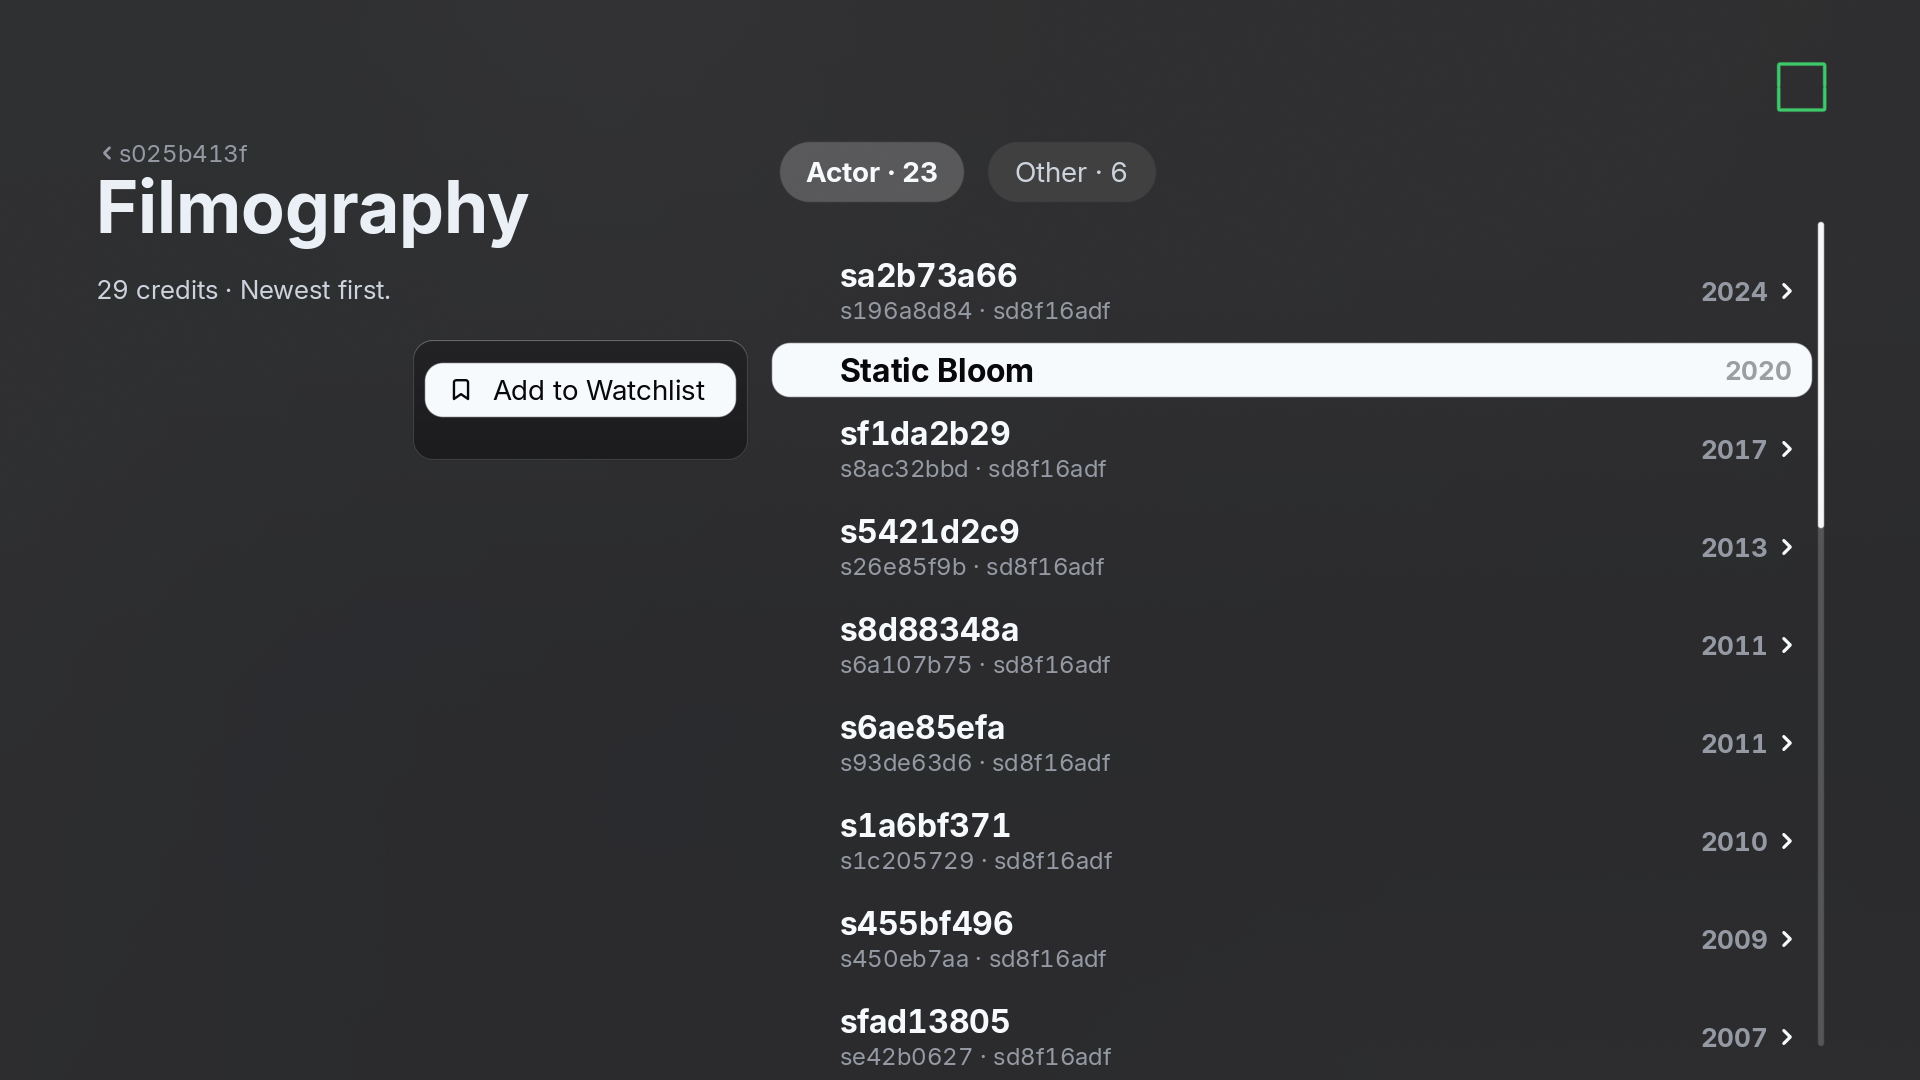 s025b413f
Filmography
29 credits · Newest first.
Add to Watchlist
Actor · 23
Other · 6
sa2b73a66
s196a8d84 · sd8f16adf
2024
Static Bloom
2020
sf1da2b29
s8ac32bbd · sd8f16adf
2017
s5421d2c9
s26e85f9b · sd8f16adf
2013
s8d88348a
s6a107b75 · sd8f16adf
2011
s6ae85efa
s93de63d6 · sd8f16adf
2011
s1a6bf371
s1c205729 · sd8f16adf
2010
s455bf496
s450eb7aa · sd8f16adf
2009
sfad13805
se42b0627 · sd8f16adf
2007